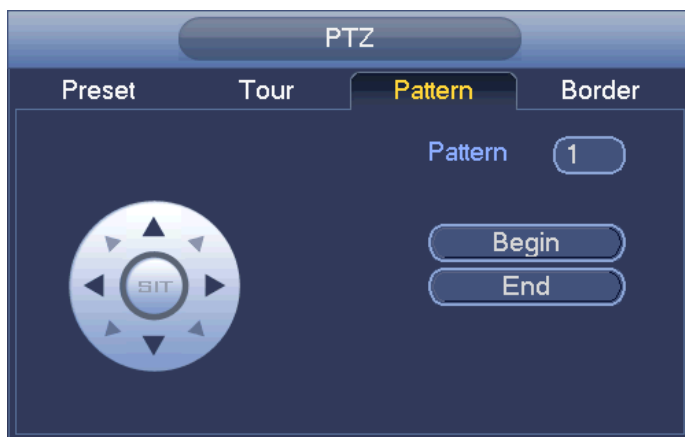 PTZ
Preset Tour Pattern Border
Pattern 1
Begin
SIT
End